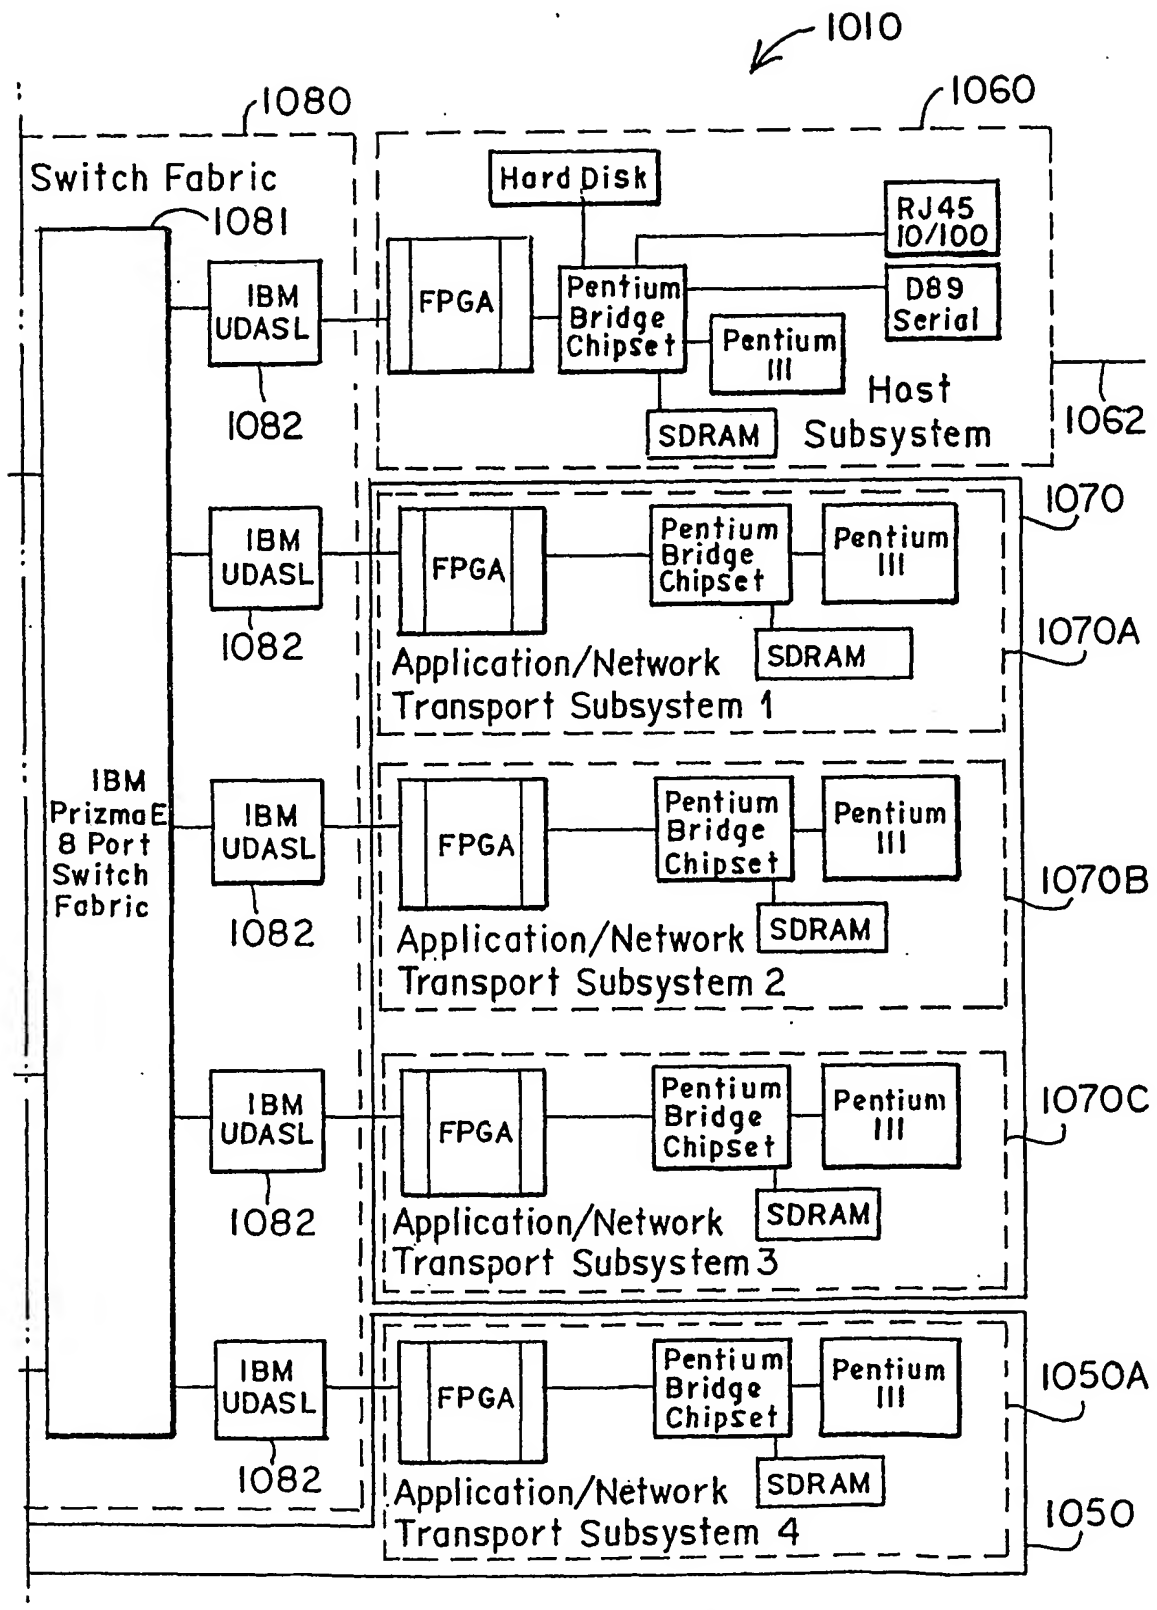 1010
1080
1060
Switch Fabric
1081
Hard Disk
RJ45
10/100
IBM
UDASL
FPGA
Pentium
Bridge
Chipset
D89
Serial
Pentium
III
1082
SDRAM
Host
Subsystem
1062
1070
IBM
UDASL
FPGA
Pentium
Bridge
Chipset
Pentium
III
1082
1070A
SDRAM
Application/Network
Transport Subsystem 1
IBM
PrizmaE
8 Port
Switch
Fabric
IBM
UDASL
FPGA
Pentium
Bridge
Chipset
Pentium
III
1070B
1082
SDRAM
Application/Network
Transport Subsystem 2
IBM
UDASL
FPGA
Pentium
Bridge
Chipset
Pentium
III
1070C
1082
SDRAM
Application/Network
Transport Subsystem 3
IBM
UDASL
FPGA
Pentium
Bridge
Chipset
Pentium
III
1050A
1082
SDRAM
Application/Network
Transport Subsystem 4
1050